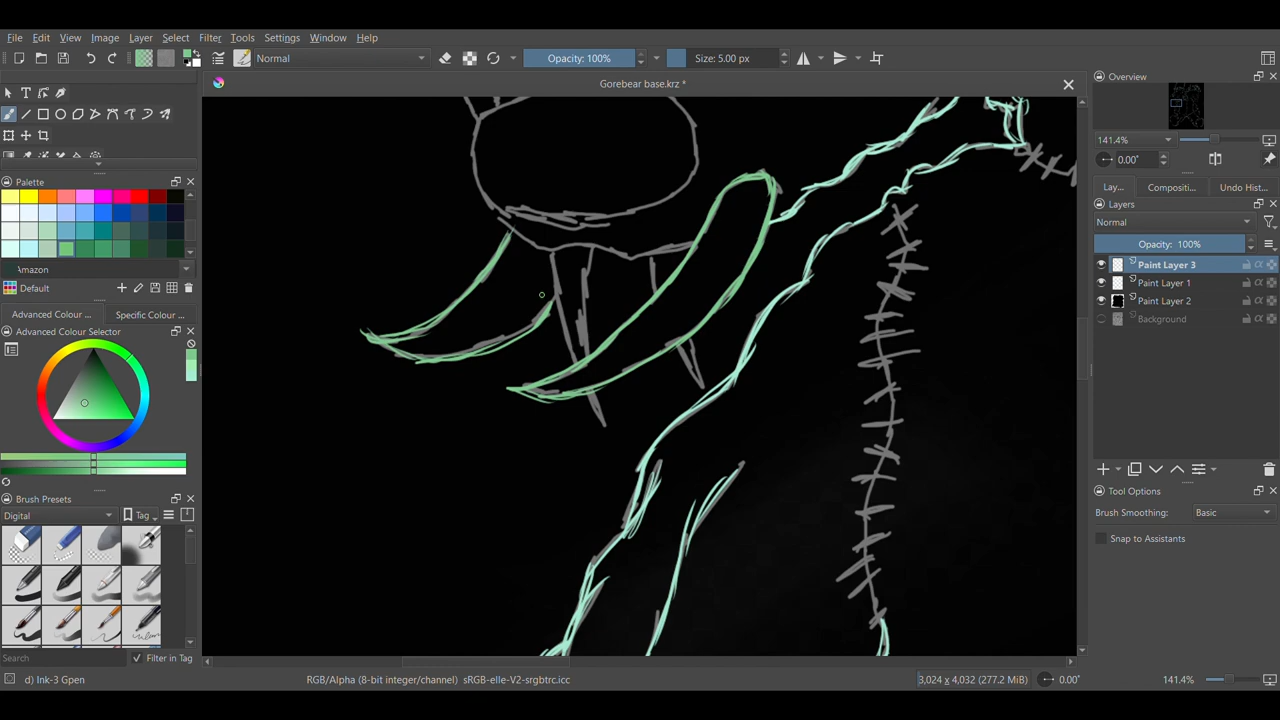 File Edit View Image Layer Select Filter Tools Settings Window Help
Normal Opacity: 100% Size: 5.00 px
Gorebear base.krz *
Overview
141.4%
0.00°
Palette
Amazon
Default
Advanced Colour ... Specific Colour ...
Advanced Colour Selector
Brush Presets
Digital Tag
Search Filter in Tag
Lay... Compositi... Undo Hist...
Layers
Normal
Opacity: 100%
Paint Layer 3
Paint Layer 1
Paint Layer 2
Background
Tool Options
Brush Smoothing: Basic
Snap to Assistants
d) Ink-3 Gpen RGB/Alpha (8-bit integer/channel) sRGB-elle-V2-srgbtrc.icc 3,024 x 4,032 (277.2 MiB) 0.00° 141.4%